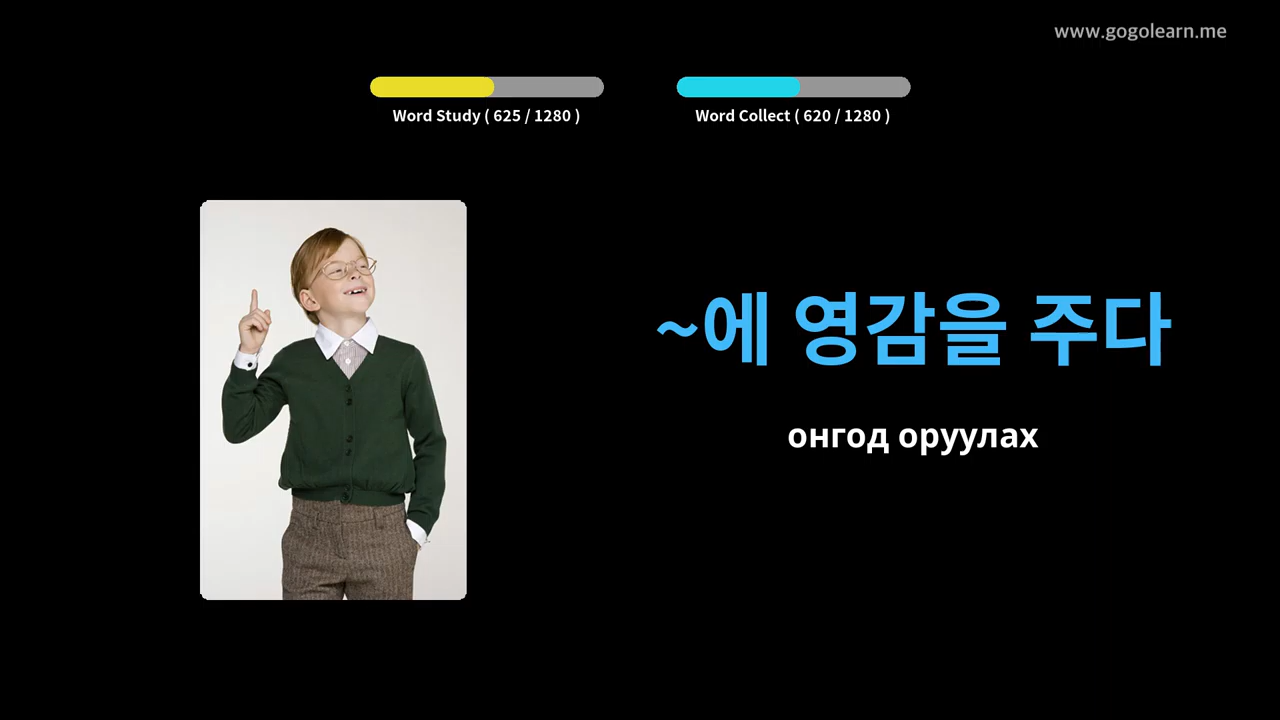 www.gogolearn.me
Word Study ( 625 / 1280 )
Word Collect ( 620 / 1280 )
~에 영감을 주다
онгод оруулах